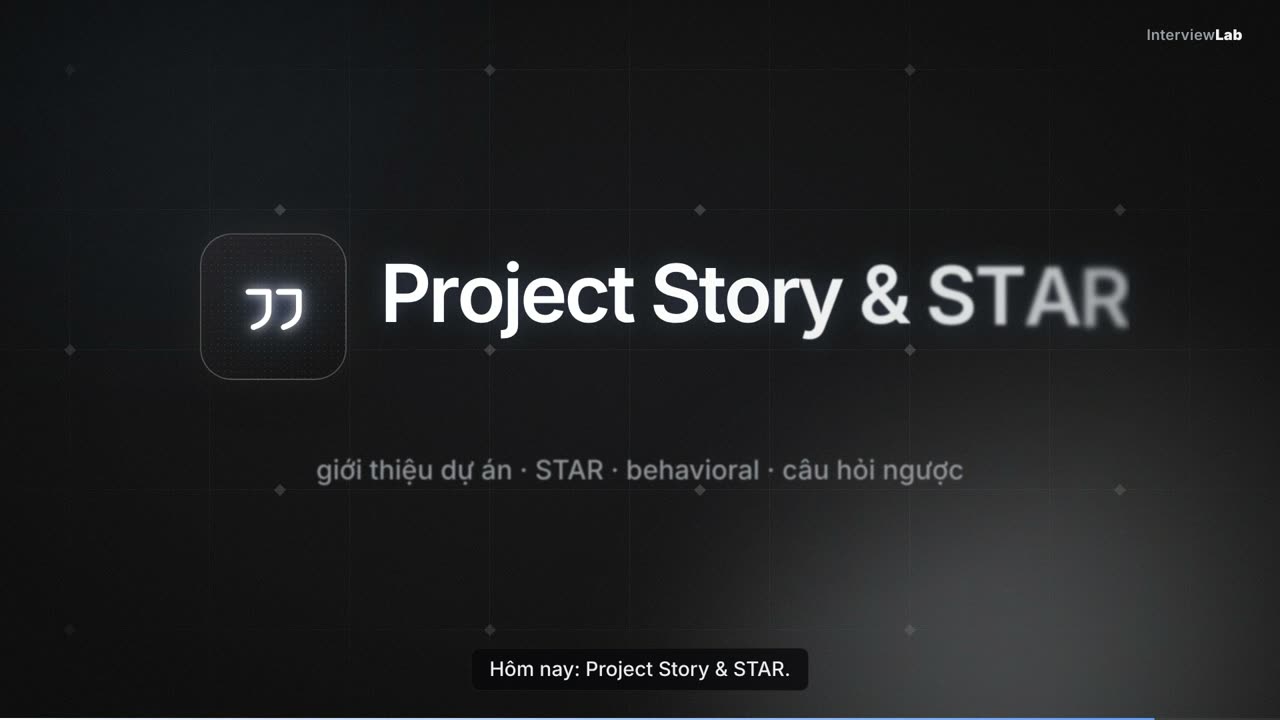 InterviewLab
Project Story & STAR
giới thiệu dự án · STAR · behavioral · câu hỏi ngược
Hôm nay: Project Story & STAR.